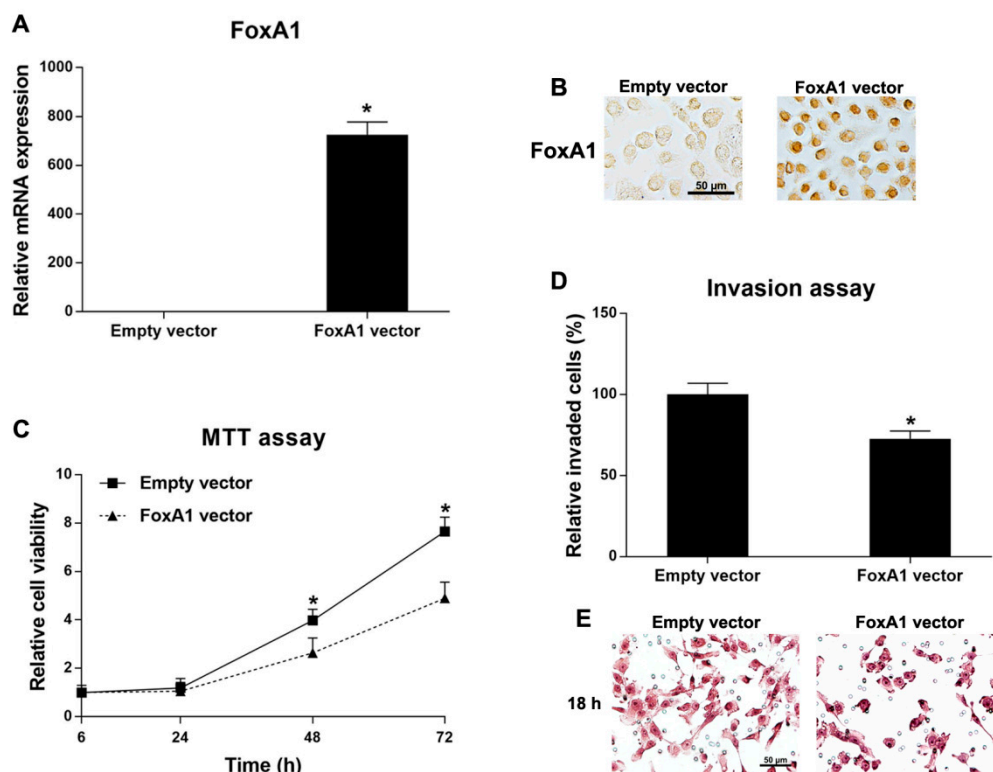 A
FoxA1
Relative mRNA expression
1000
800
600
400
200
0
*
Empty vector
FoxA1 vector
B
Empty vector
FoxA1 vector
FoxA1
50 µm
C
MTT assay
Relative cell viability
10
8
6
4
2
0
Empty vector
FoxA1 vector
*
*
6
24
48
72
Time (h)
D
Invasion assay
Relative invaded cells (%)
150
100
50
0
*
Empty vector
FoxA1 vector
E
Empty vector
FoxA1 vector
18 h
50 µm